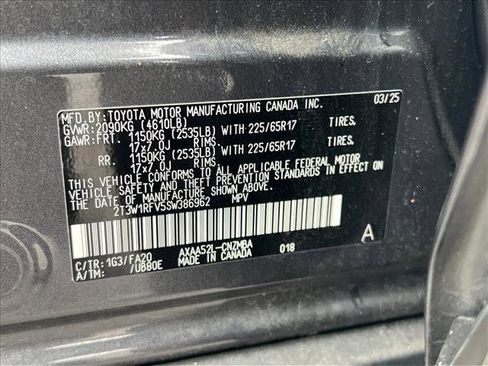 MFD.BY:TOYOTA MOTOR MANUFACTURING CANADA INC. 03/25
GVWR:2090KG (4610LB)
GAWR:FRT. 1150KG (2535LB) WITH 225/65R17 TIRES,
17x7.0J RIMS
RR. 1150KG (2535LB) WITH 225/65R17 TIRES,
17x7.0J RIMS
THIS VEHICLE CONFORMS TO ALL APPLICABLE FEDERAL MOTOR
VEHICLE SAFETY AND THEFT PREVENTION STANDARDS IN EFFECT
ON THE DATE OF MANUFACTURE SHOWN ABOVE.
2T3W1RFV5SW386962 MPV
C/TR:1G3/FA20 AXAA52L-CNZMBA 018 A
A/TM: /UB80E MADE IN CANADA